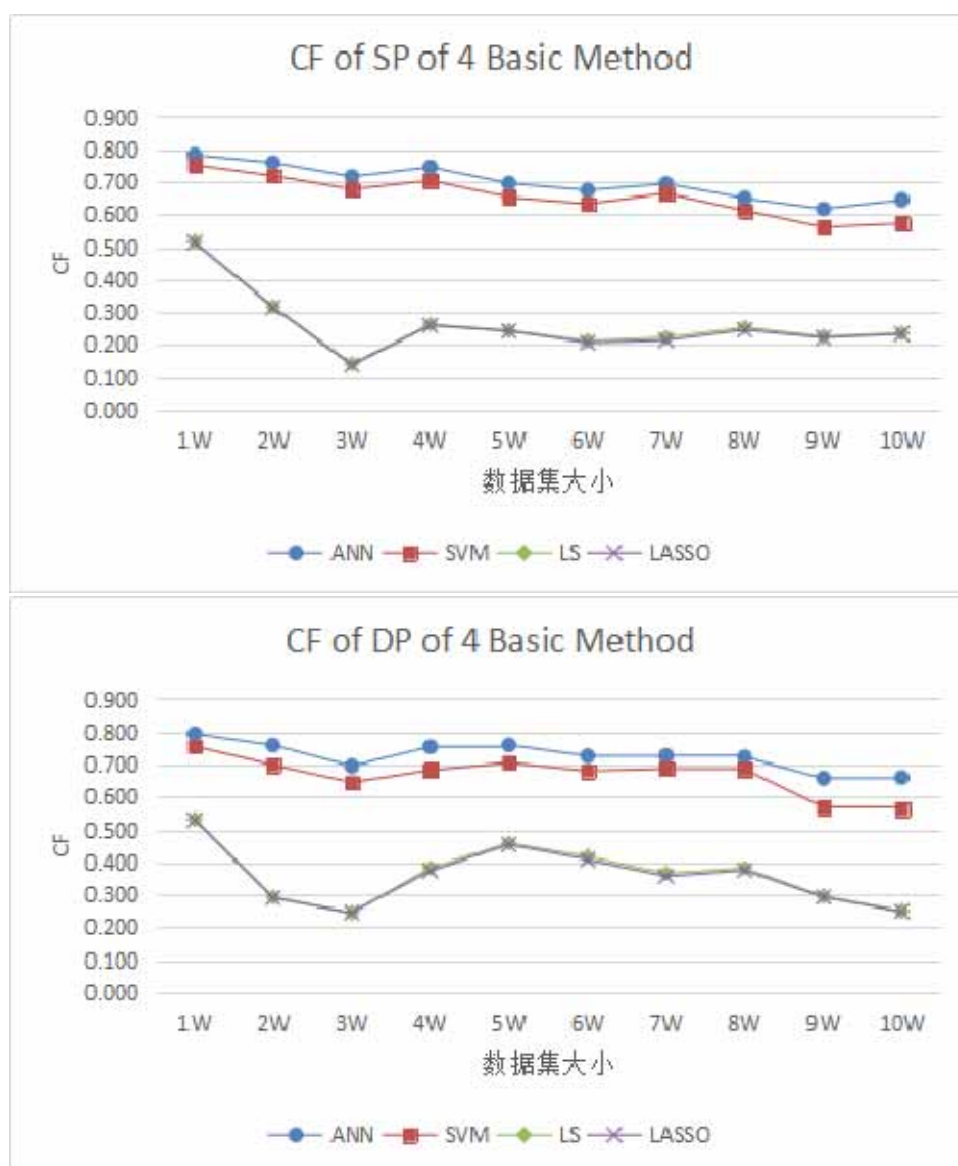 CF of SP of 4 Basic Method
0.900
0.800
0.700
0.600
0.500
0.400
0.300
0.200
0.100
0.000
CF
1W 2W 3W 4W 5W 6W 7W 8W 9W 10W
数据集大小
ANN SVM LS LASSO
CF of DP of 4 Basic Method
0.900
0.800
0.700
0.600
0.500
0.400
0.300
0.200
0.100
0.000
CF
1W 2W 3W 4W 5W 6W 7W 8W 9W 10W
数据集大小
ANN SVM LS LASSO